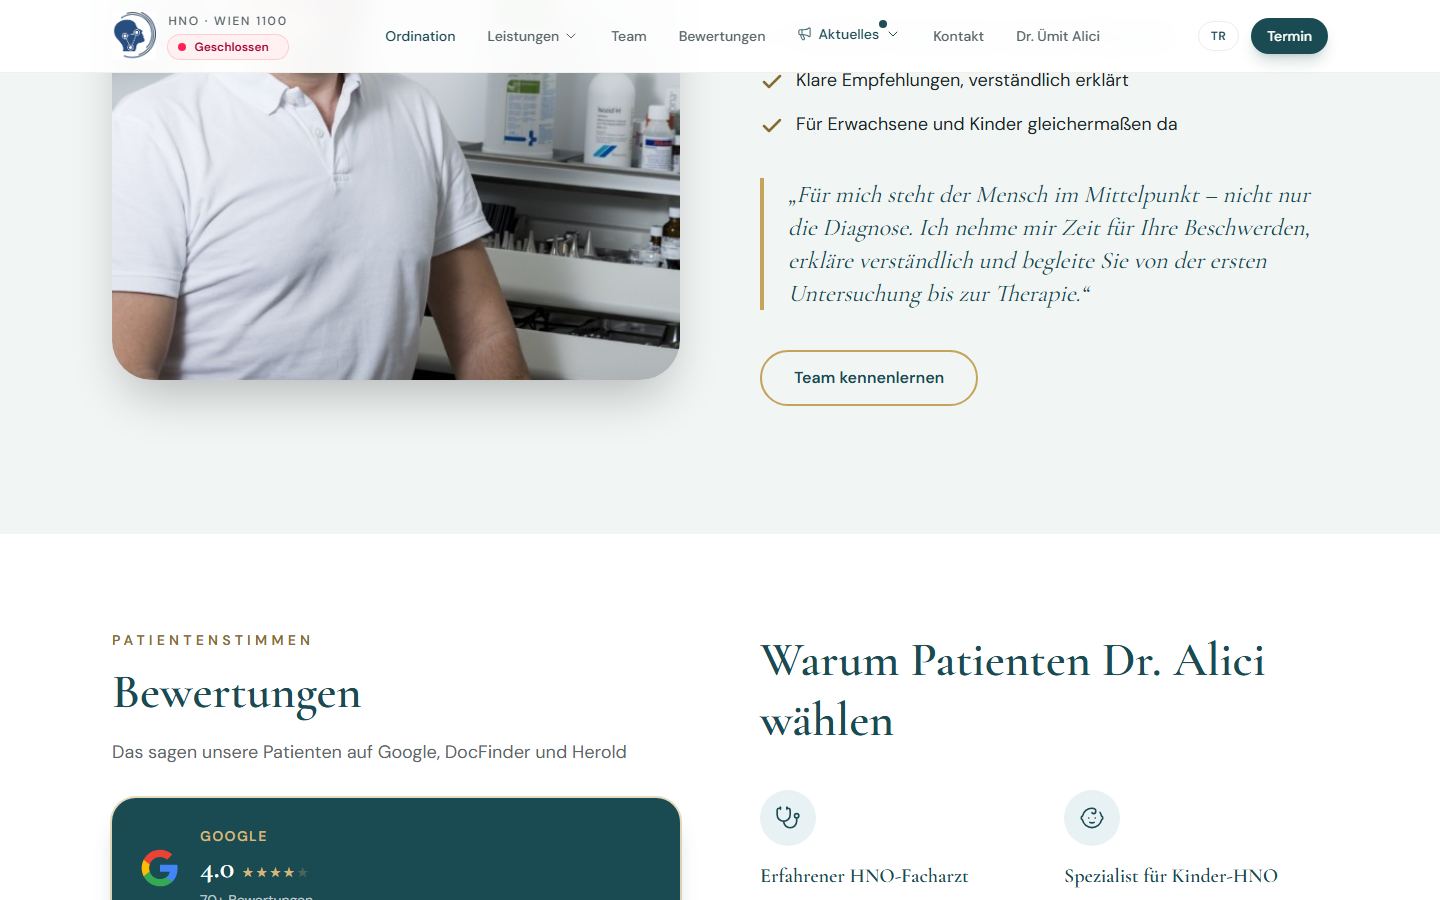 HNO · WIEN 1100
Geschlossen
Ordination
Leistungen
Team
Bewertungen
Aktuelles
Kontakt
Dr. Ümit Alici
TR
Termin
Klare Empfehlungen, verständlich erklärt
Für Erwachsene und Kinder gleichermaßen da
„Für mich steht der Mensch im Mittelpunkt – nicht nur
die Diagnose. Ich nehme mir Zeit für Ihre Beschwerden,
erkläre verständlich und begleite Sie von der ersten
Untersuchung bis zur Therapie.“
Team kennenlernen
PATIENTENSTIMMEN
Bewertungen
Das sagen unsere Patienten auf Google, DocFinder und Herold
GOOGLE
4.0 ★★★★★
70+ Bewertungen
Warum Patienten Dr. Alici
wählen
Erfahrener HNO-Facharzt
Spezialist für Kinder-HNO